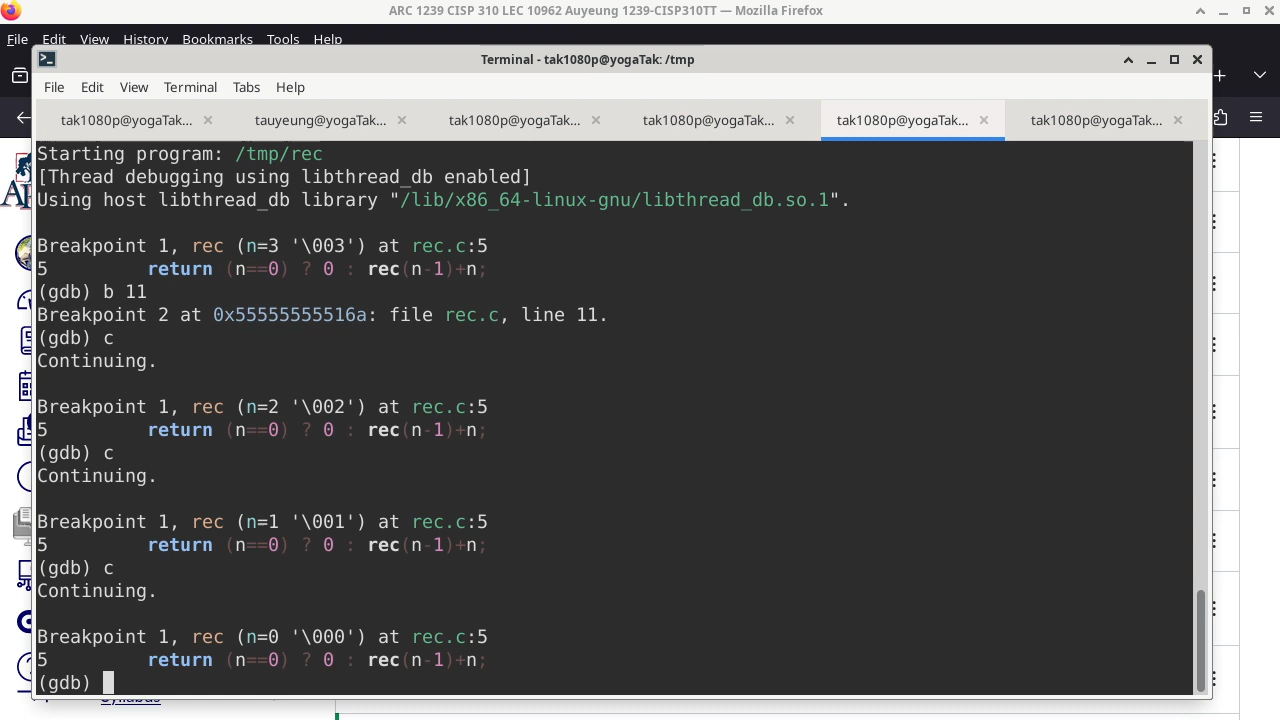 ARC 1239 CISP 310 LEC 10962 Auyeung 1239-CISP310TT — Mozilla Firefox
File Edit View History Bookmarks Tools Help
Terminal - tak1080p@yogaTak: /tmp
File Edit View Terminal Tabs Help
tak1080p@yogaTak... tauyeung@yogaTak... tak1080p@yogaTak... tak1080p@yogaTak... tak1080p@yogaTak... tak1080p@yogaTak...
Starting program: /tmp/rec
[Thread debugging using libthread_db enabled]
Using host libthread_db library "/lib/x86_64-linux-gnu/libthread_db.so.1".
Breakpoint 1, rec (n=3 '\003') at rec.c:5
5 return (n==0) ? 0 : rec(n-1)+n;
(gdb) b 11
Breakpoint 2 at 0x55555555516a: file rec.c, line 11.
(gdb) c
Continuing.
Breakpoint 1, rec (n=2 '\002') at rec.c:5
5 return (n==0) ? 0 : rec(n-1)+n;
(gdb) c
Continuing.
Breakpoint 1, rec (n=1 '\001') at rec.c:5
5 return (n==0) ? 0 : rec(n-1)+n;
(gdb) c
Continuing.
Breakpoint 1, rec (n=0 '\000') at rec.c:5
5 return (n==0) ? 0 : rec(n-1)+n;
(gdb)
Syllabus